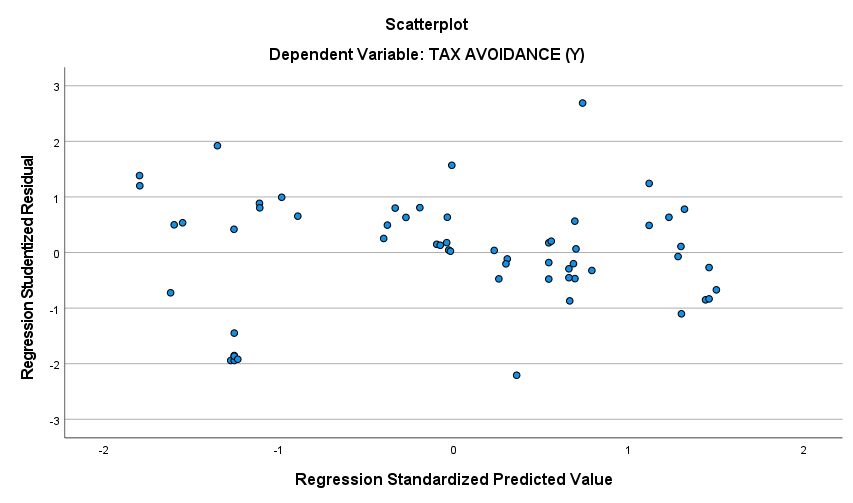 Scatterplot
Dependent Variable: TAX AVOIDANCE (Y)
Regression Studentized Residual
3
2
1
0
-1
-2
-3
-2 -1 0 1 2
Regression Standardized Predicted Value